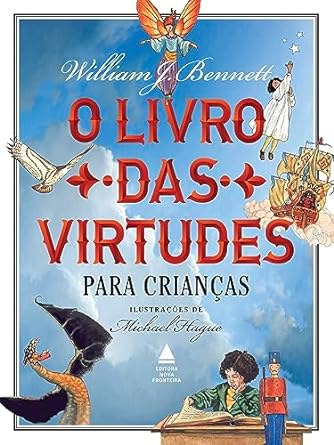 William J. Bennett
O LIVRO
DAS
VIRTUDES
PARA CRIANÇAS
ILUSTRAÇÕES DE
Michael Hague
EDITORA
NOVA
FRONTEIRA